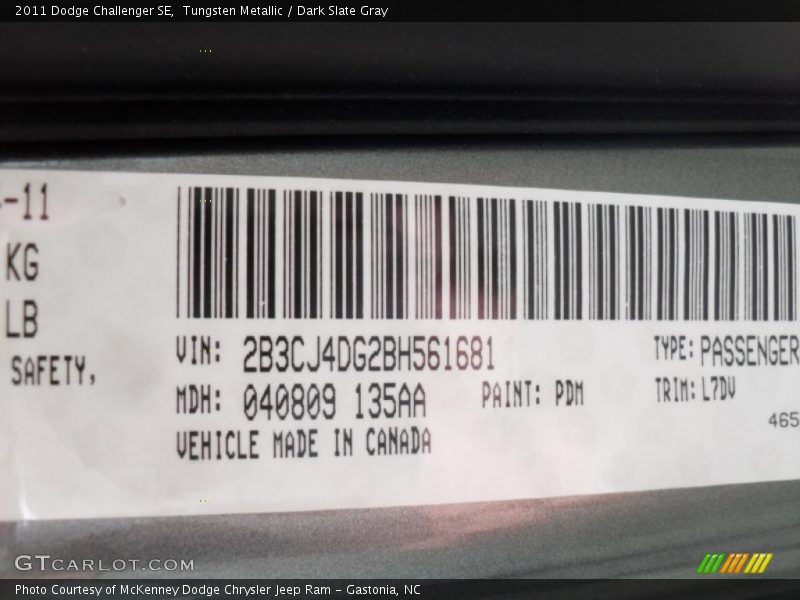 2011 Dodge Challenger SE, Tungsten Metallic / Dark Slate Gray
-11
KG
LB
SAFETY,
VIN: 2B3CJ4DG2BH561681
TYPE: PASSENGER
MDH: 040809 135AA
PAINT: PDM
TRIM: L7DV
VEHICLE MADE IN CANADA
465
GTCARLOT.COM
Photo Courtesy of McKenney Dodge Chrysler Jeep Ram – Gastonia, NC